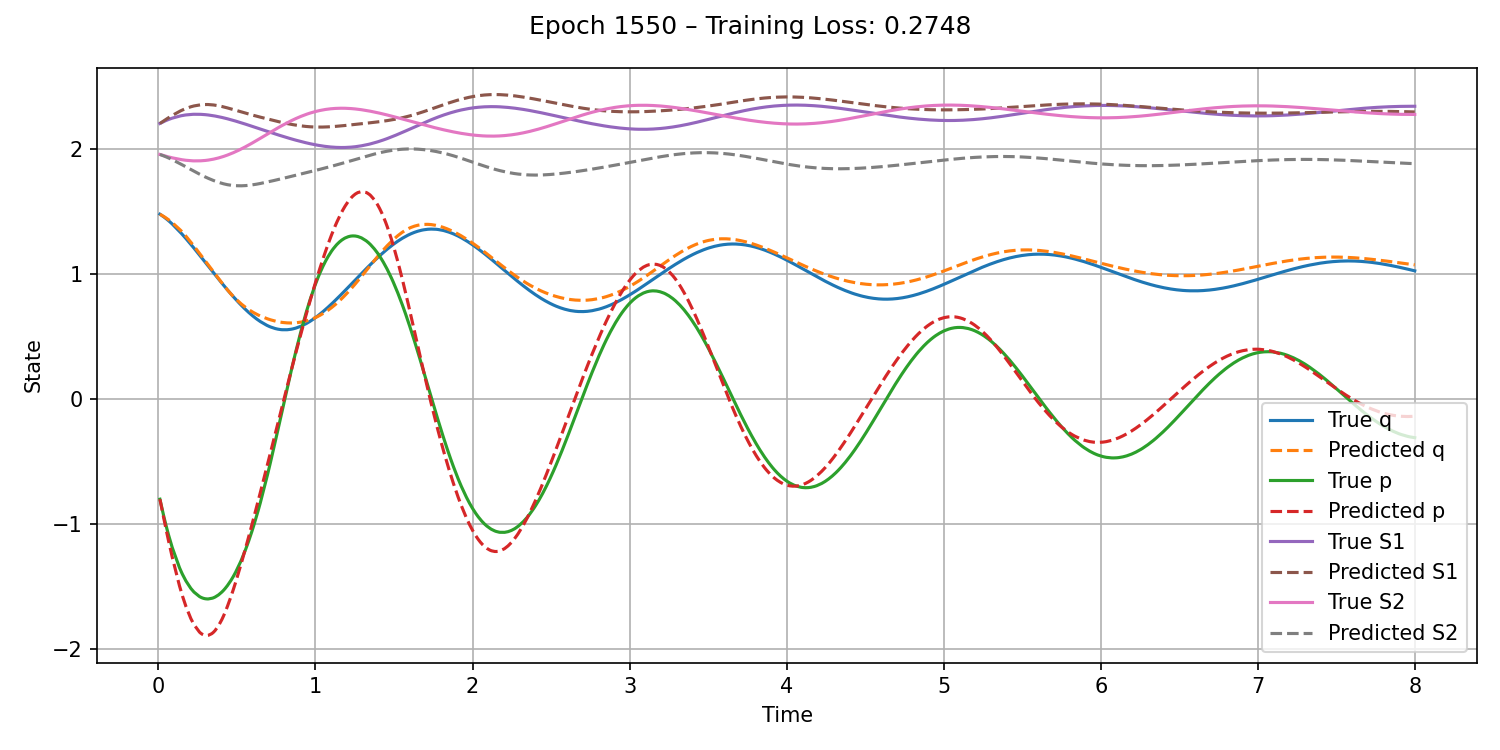 Epoch 1550 – Training Loss: 0.2748
State
2
1
0
−1
−2
0 1 2 3 4 5 6 7 8
Time
True q
Predicted q
True p
Predicted p
True S1
Predicted S1
True S2
Predicted S2